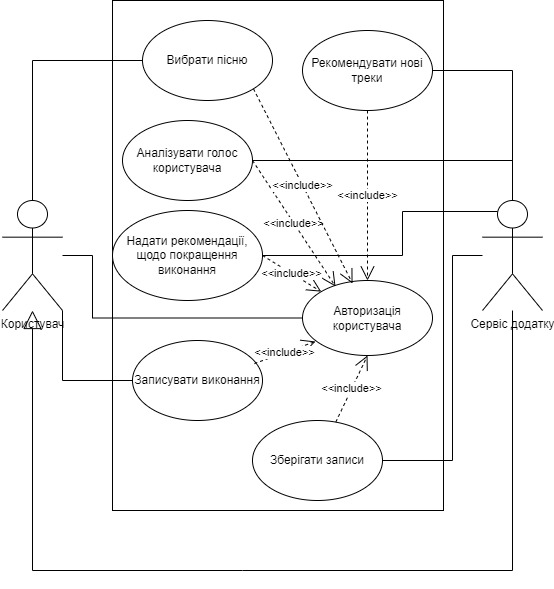 Вибрати пісню
Рекомендувати нові
треки
Аналізувати голос
користувача
<<include>>
<<include>>
<<include>>
Надати рекомендації,
щодо покращення
виконання
<<include>>
Авторизація
користувача
Користувач
Сервіс додатку
<<include>>
Записувати виконання
<<include>>
Зберігати записи